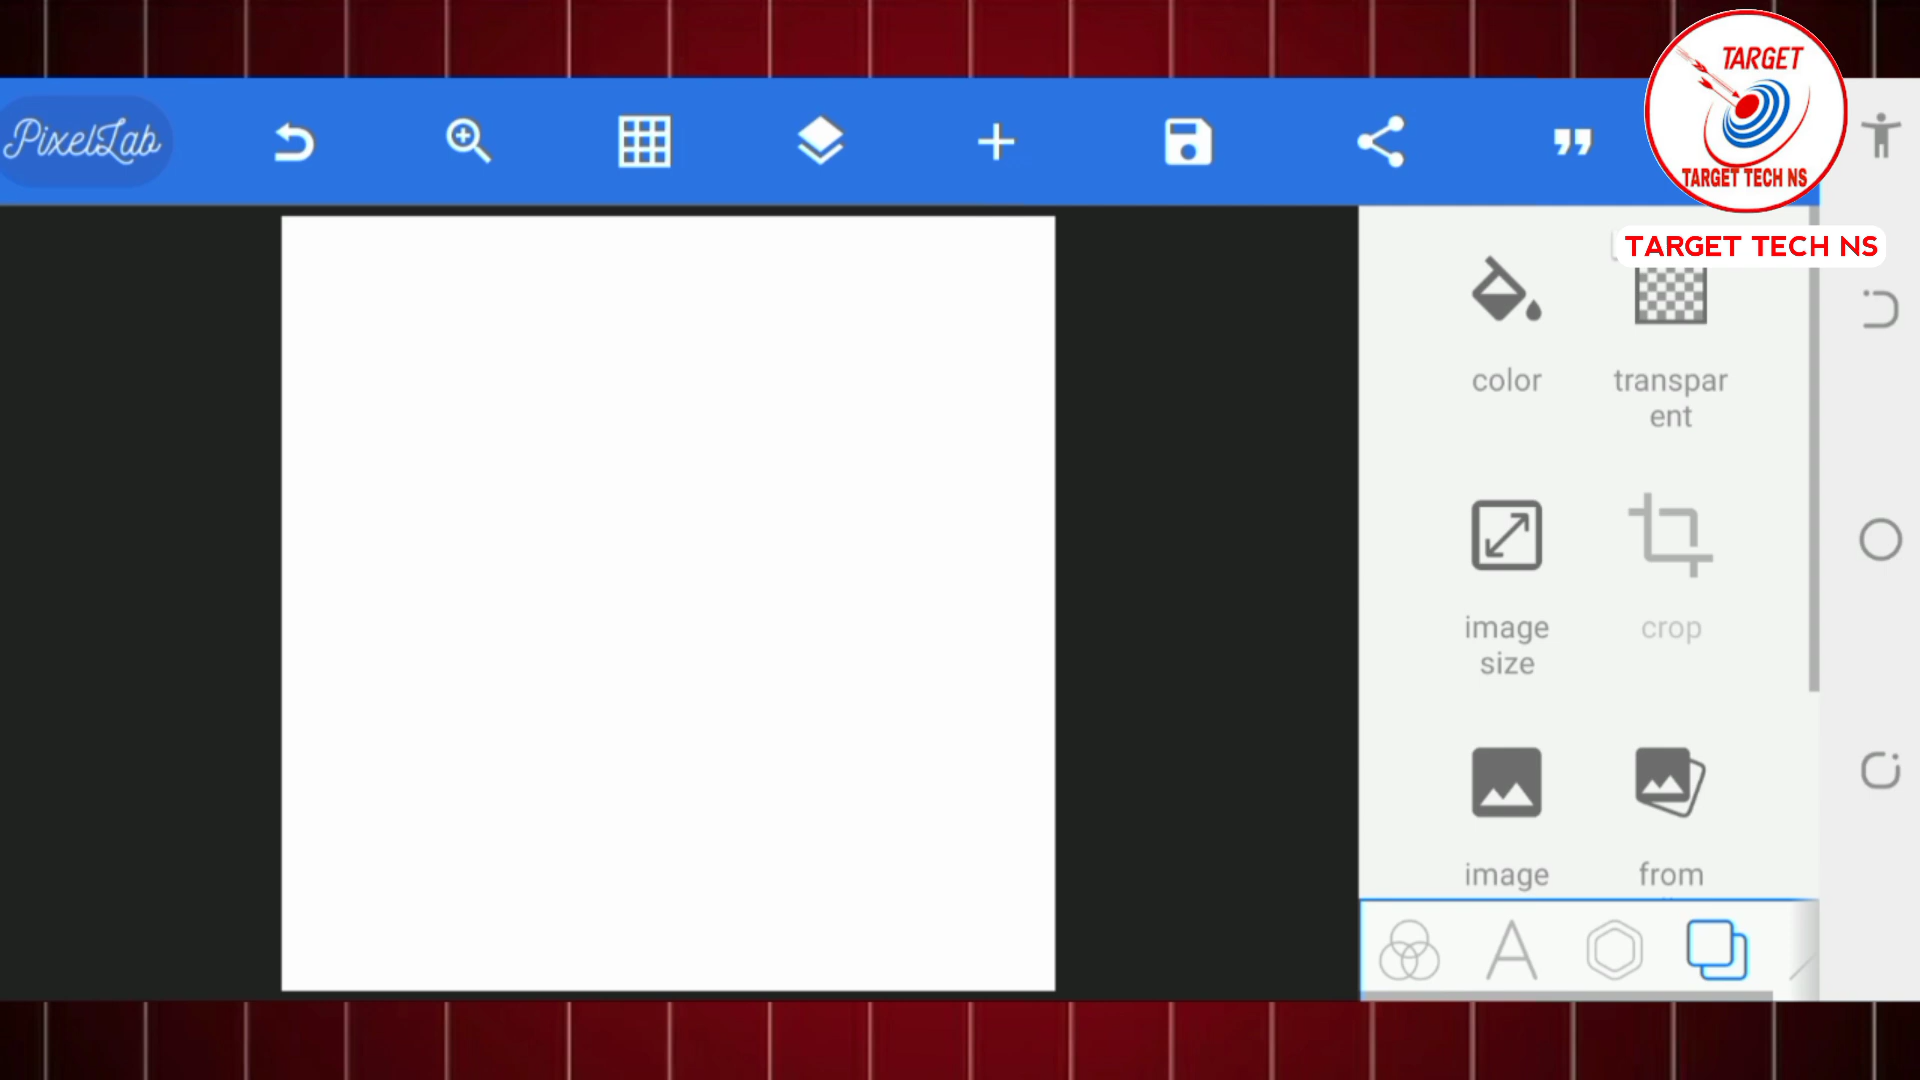 TARGET
PixelLab
TARGET TECH NS
TARGET TECH NS
color
transpar
ent
image
size
crop
image
from